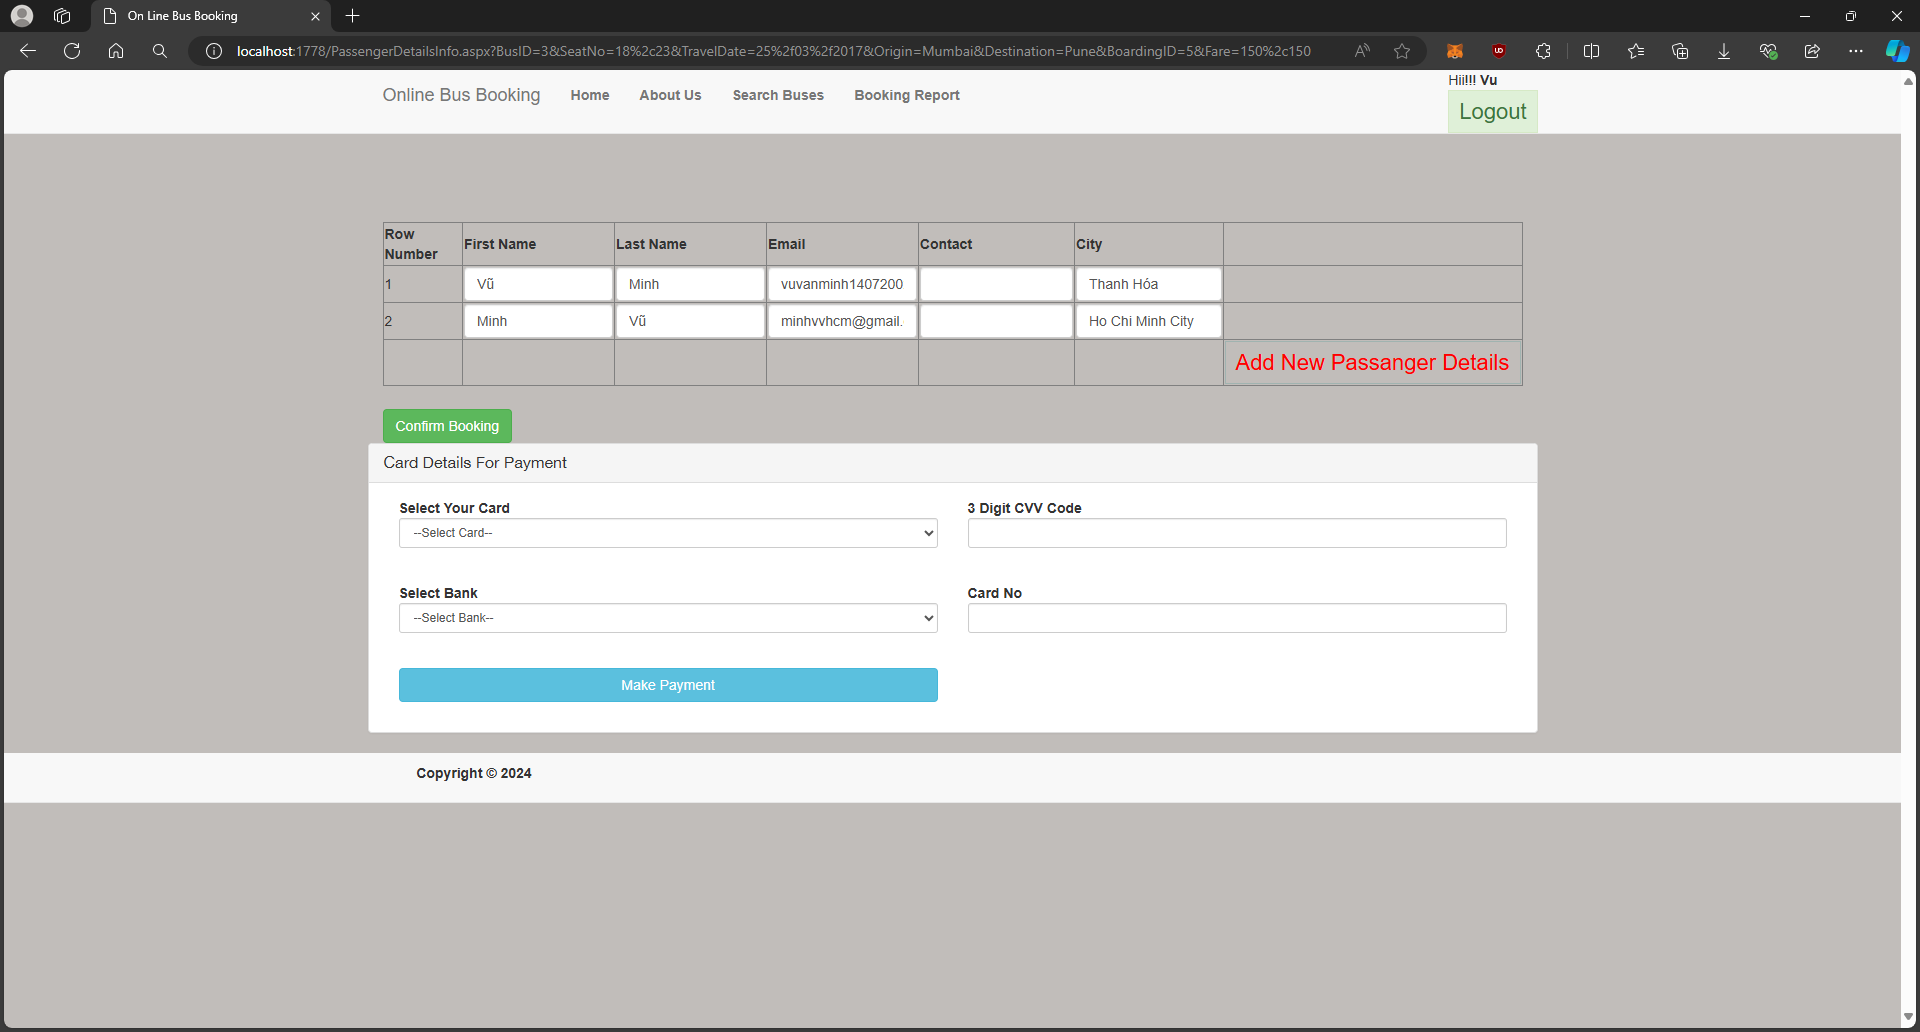 On Line Bus Booking
localhost:1778/PassengerDetailsInfo.aspx?BusID=3&SeatNo=18%2c23&TravelDate=25%2f03%2f2017&Origin=Mumbai&Destination=Pune&BoardingID=5&Fare=150%2c150
Online Bus Booking Home About Us Search Buses Booking Report
Hii!!! Vu
Logout
Row Number First Name Last Name Email Contact City
1 Vũ Minh vuvanminh1407200 Thanh Hóa
2 Minh Vũ minhvvhcm@gmail. Ho Chi Minh City
Add New Passanger Details
Confirm Booking
Card Details For Payment
Select Your Card 3 Digit CVV Code
--Select Card--
Select Bank Card No
--Select Bank--
Make Payment
Copyright © 2024